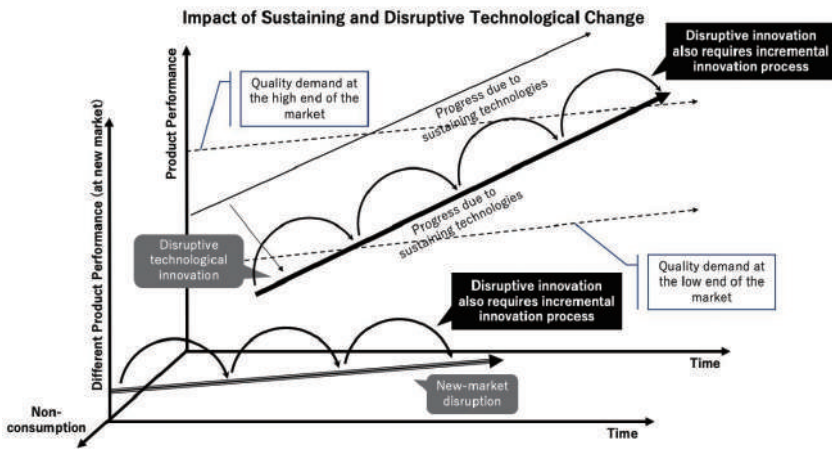 Impact of Sustaining and Disruptive Technological Change
Disruptive innovation
also requires incremental
innovation process
Quality demand at
the high end of the
market
Progress due to
sustaining technologies
Product Performance
Different Product Performance (at new market)
Disruptive
technological
innovation
Progress due to
sustaining technologies
Quality demand at
the low end of the
market
Disruptive innovation
also requires incremental
innovation process
Time
New-market
disruption
Non-
consumption
Time